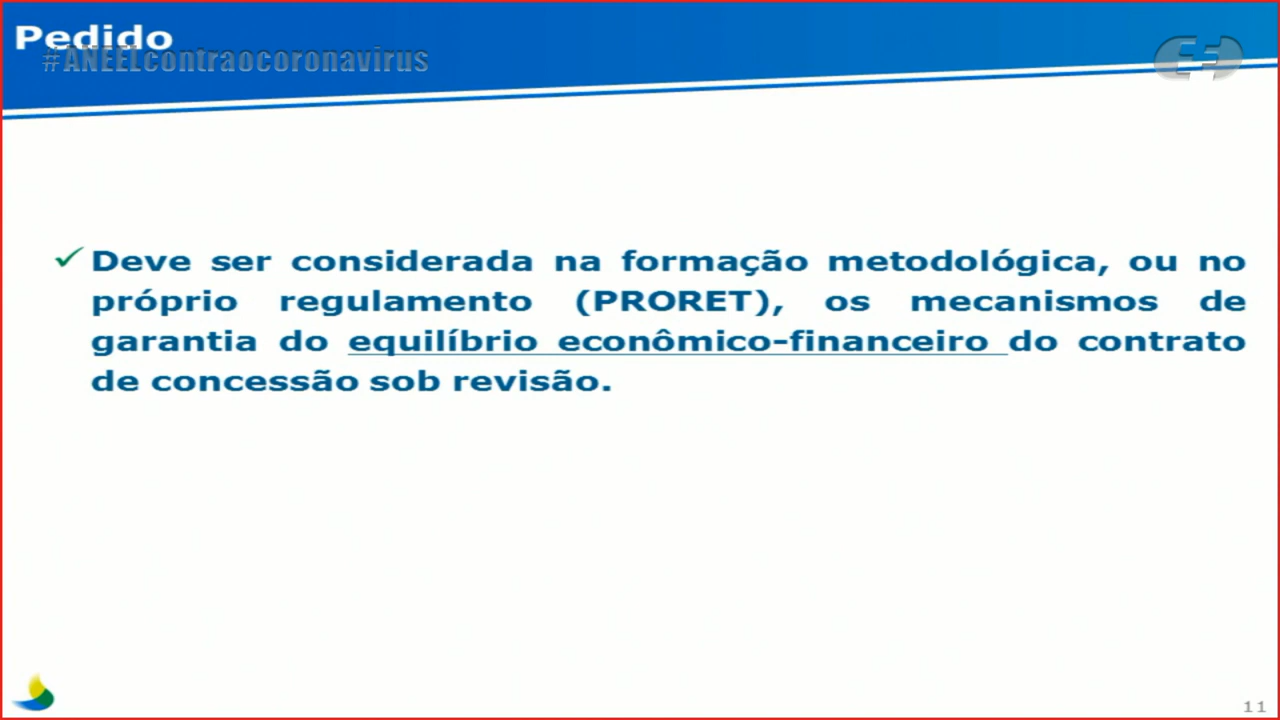 Pedido
#ANEELcontraocoronavirus
✓ Deve ser considerada na formação metodológica, ou no
próprio regulamento (PRORET), os mecanismos de
garantia do equilíbrio econômico-financeiro do contrato
de concessão sob revisão.
11